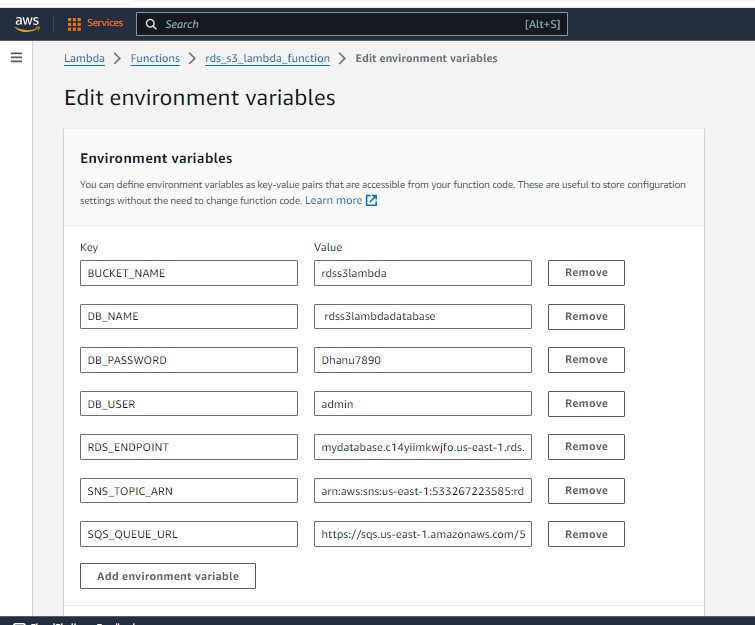 aws Services Search [Alt+S]
Lambda > Functions > rds_s3_lambda_function > Edit environment variables
Edit environment variables
Environment variables
You can define environment variables as key-value pairs that are accessible from your function code. These are useful to store configuration
settings without the need to change function code. Learn more
Key Value
BUCKET_NAME rdss3lambda Remove
DB_NAME rdss3lambdadatabase Remove
DB_PASSWORD Dhanu7890 Remove
DB_USER admin Remove
RDS_ENDPOINT mydatabase.c14yiimkwjfo.us-east-1.rds. Remove
SNS_TOPIC_ARN arn:aws:sns:us-east-1:533267223585:rd Remove
SQS_QUEUE_URL https://sqs.us-east-1.amazonaws.com/5 Remove
Add environment variable